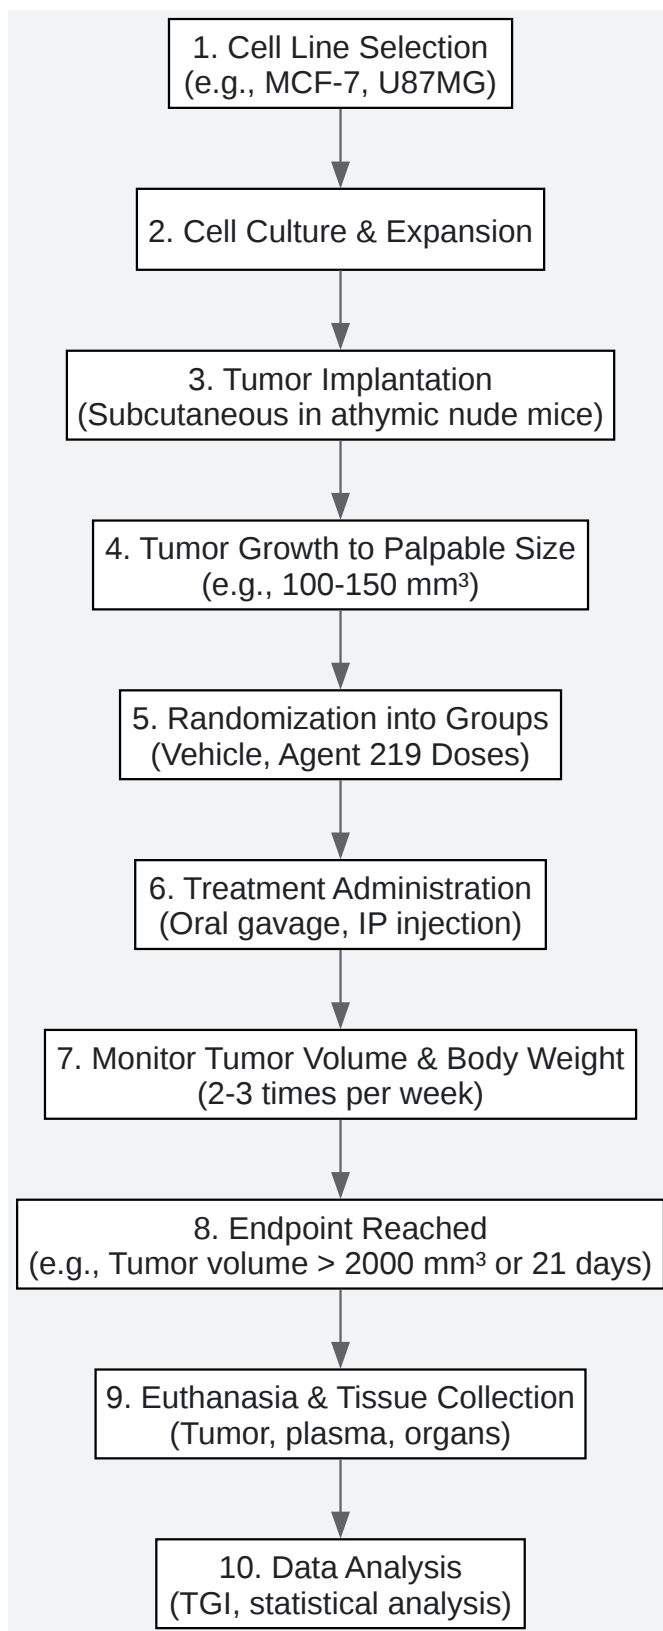 1. Cell Line Selection
(e.g., MCF-7, U87MG)
2. Cell Culture & Expansion
3. Tumor Implantation
(Subcutaneous in athymic nude mice)
4. Tumor Growth to Palpable Size
(e.g., 100-150 mm³)
5. Randomization into Groups
(Vehicle, Agent 219 Doses)
6. Treatment Administration
(Oral gavage, IP injection)
7. Monitor Tumor Volume & Body Weight
(2-3 times per week)
8. Endpoint Reached
(e.g., Tumor volume > 2000 mm³ or 21 days)
9. Euthanasia & Tissue Collection
(Tumor, plasma, organs)
10. Data Analysis
(TGI, statistical analysis)